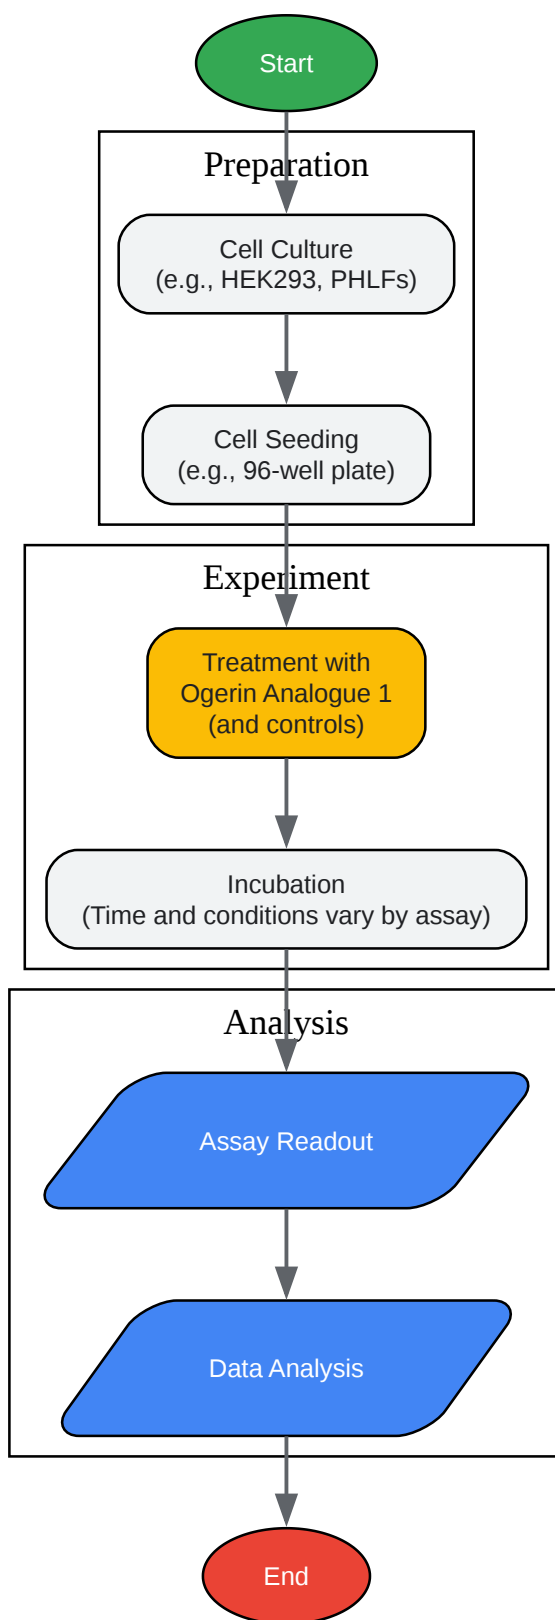 Start
Preparation
Cell Culture
(e.g., HEK293, PHLFs)
Cell Seeding
(e.g., 96-well plate)
Experiment
Treatment with
Ogerin Analogue 1
(and controls)
Incubation
(Time and conditions vary by assay)
Analysis
Assay Readout
Data Analysis
End